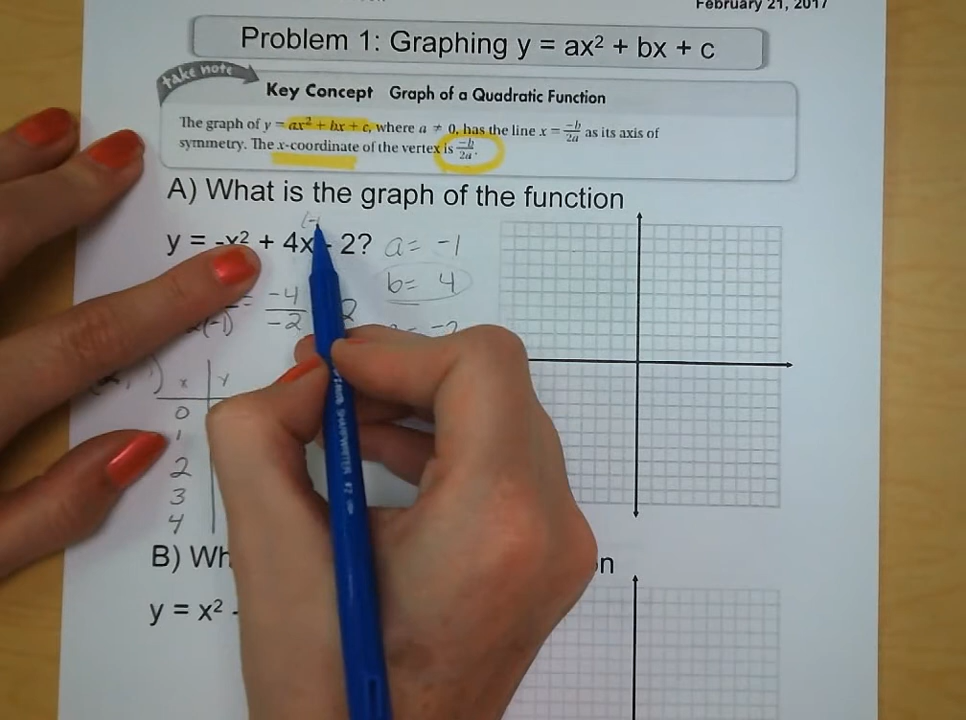 February 21, 2017
Problem 1: Graphing y = ax² + bx + c
take note
Key Concept Graph of a Quadratic Function
The graph of y = ax² + bx + c, where a ≠ 0, has the line x = -b/2a as its axis of
symmetry. The x-coordinate of the vertex is -b/2a.
A) What is the graph of the function
(-
y = -x² + 4x - 2? a = -1
b = 4
= -4/-2 2
(-1)
x y
0
1
2
3
4
B) Wh
y = x²